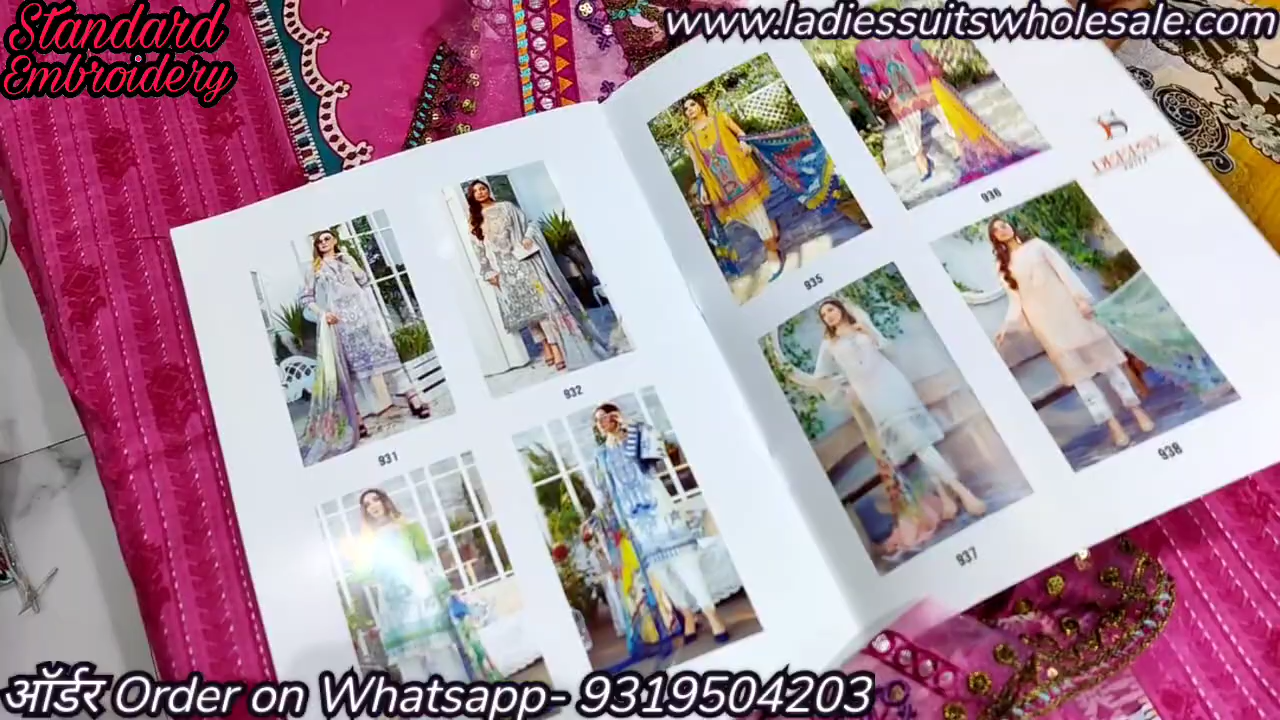 Standard
Embroidery
www.ladiessuitswholesale.com
936
935
932
931
938
937
ऑर्डर Order on Whatsapp- 9319504203